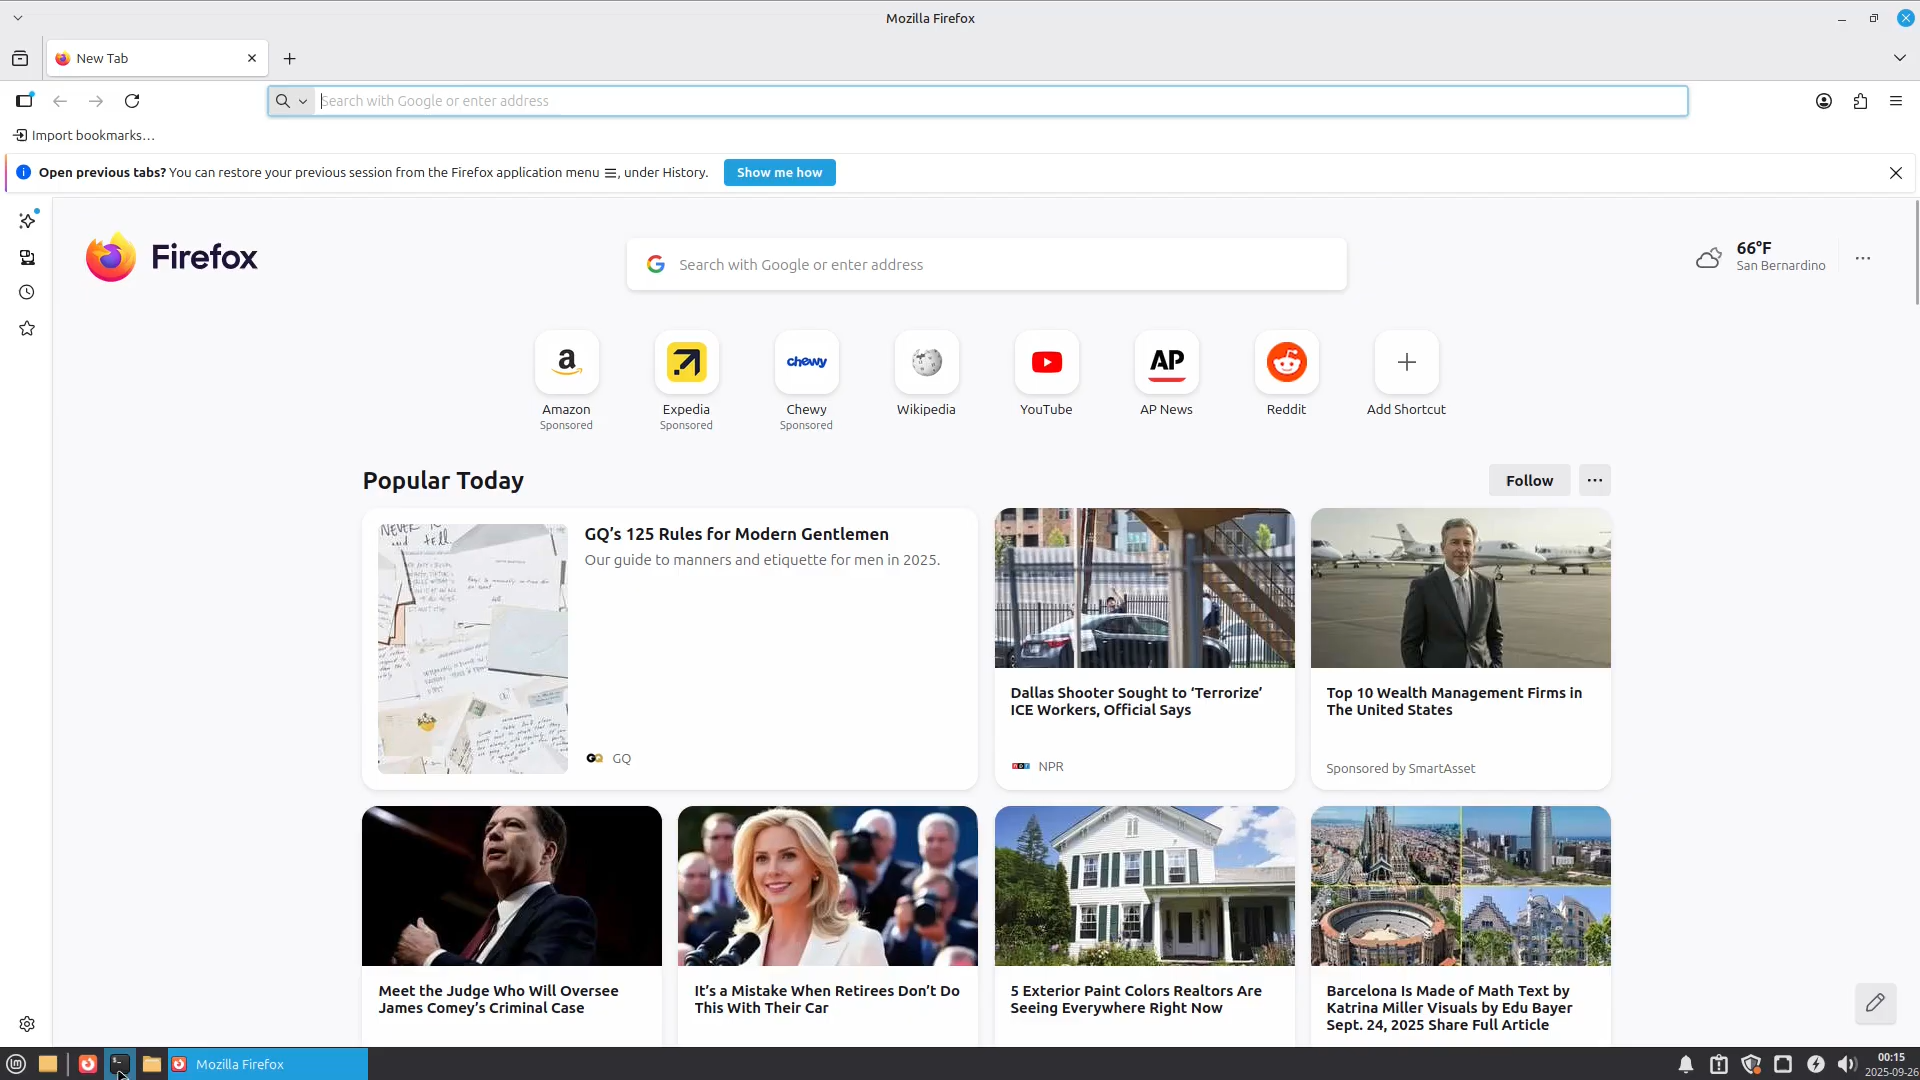 Mozilla Firefox
New Tab
Search with Google or enter address
Import bookmarks…
Open previous tabs? You can restore your previous session from the Firefox application menu ☰, under History.
Show me how
Firefox
Search with Google or enter address
66°F
San Bernardino
Amazon
Sponsored
Expedia
Sponsored
chewy
Chewy
Sponsored
Wikipedia
YouTube
AP
AP News
Reddit
Add Shortcut
Popular Today
Follow
GQ’s 125 Rules for Modern Gentlemen
Our guide to manners and etiquette for men in 2025.
GQ
Dallas Shooter Sought to ‘Terrorize’
ICE Workers, Official Says
NPR
Top 10 Wealth Management Firms in
The United States
Sponsored by SmartAsset
Meet the Judge Who Will Oversee
James Comey’s Criminal Case
It’s a Mistake When Retirees Don’t Do
This With Their Car
5 Exterior Paint Colors Realtors Are
Seeing Everywhere Right Now
Barcelona Is Made of Math Text by
Katrina Miller Visuals by Edu Bayer
Sept. 24, 2025 Share Full Article
Mozilla Firefox
00:15
2025-09-26